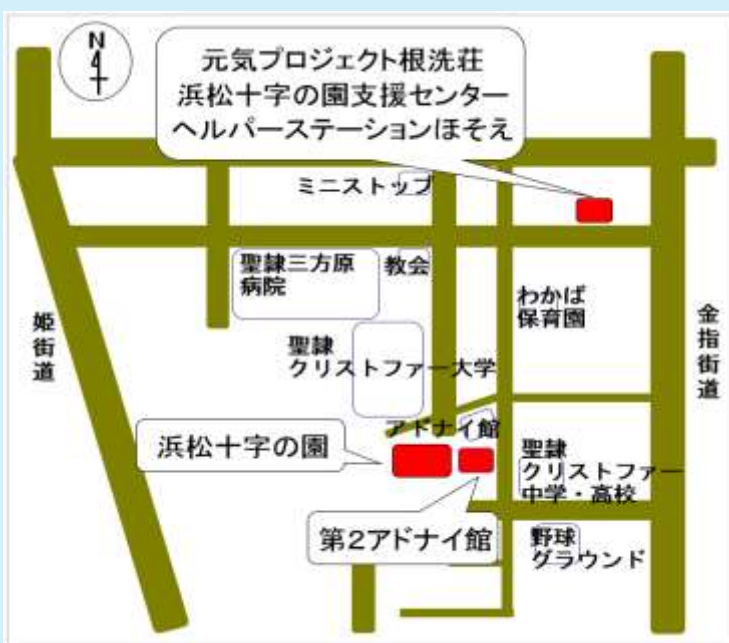 N
元気プロジェクト根洗荘
浜松十字の園支援センター
ヘルパーステーションほそえ
ミニストップ
聖隷三方原
病院
教会
わかば
保育園
姫街道
金指街道
聖隷
クリストファー大学
アドナイ館
浜松十字の園
聖隷
クリストファー
中学・高校
第2アドナイ館
野球
グラウンド